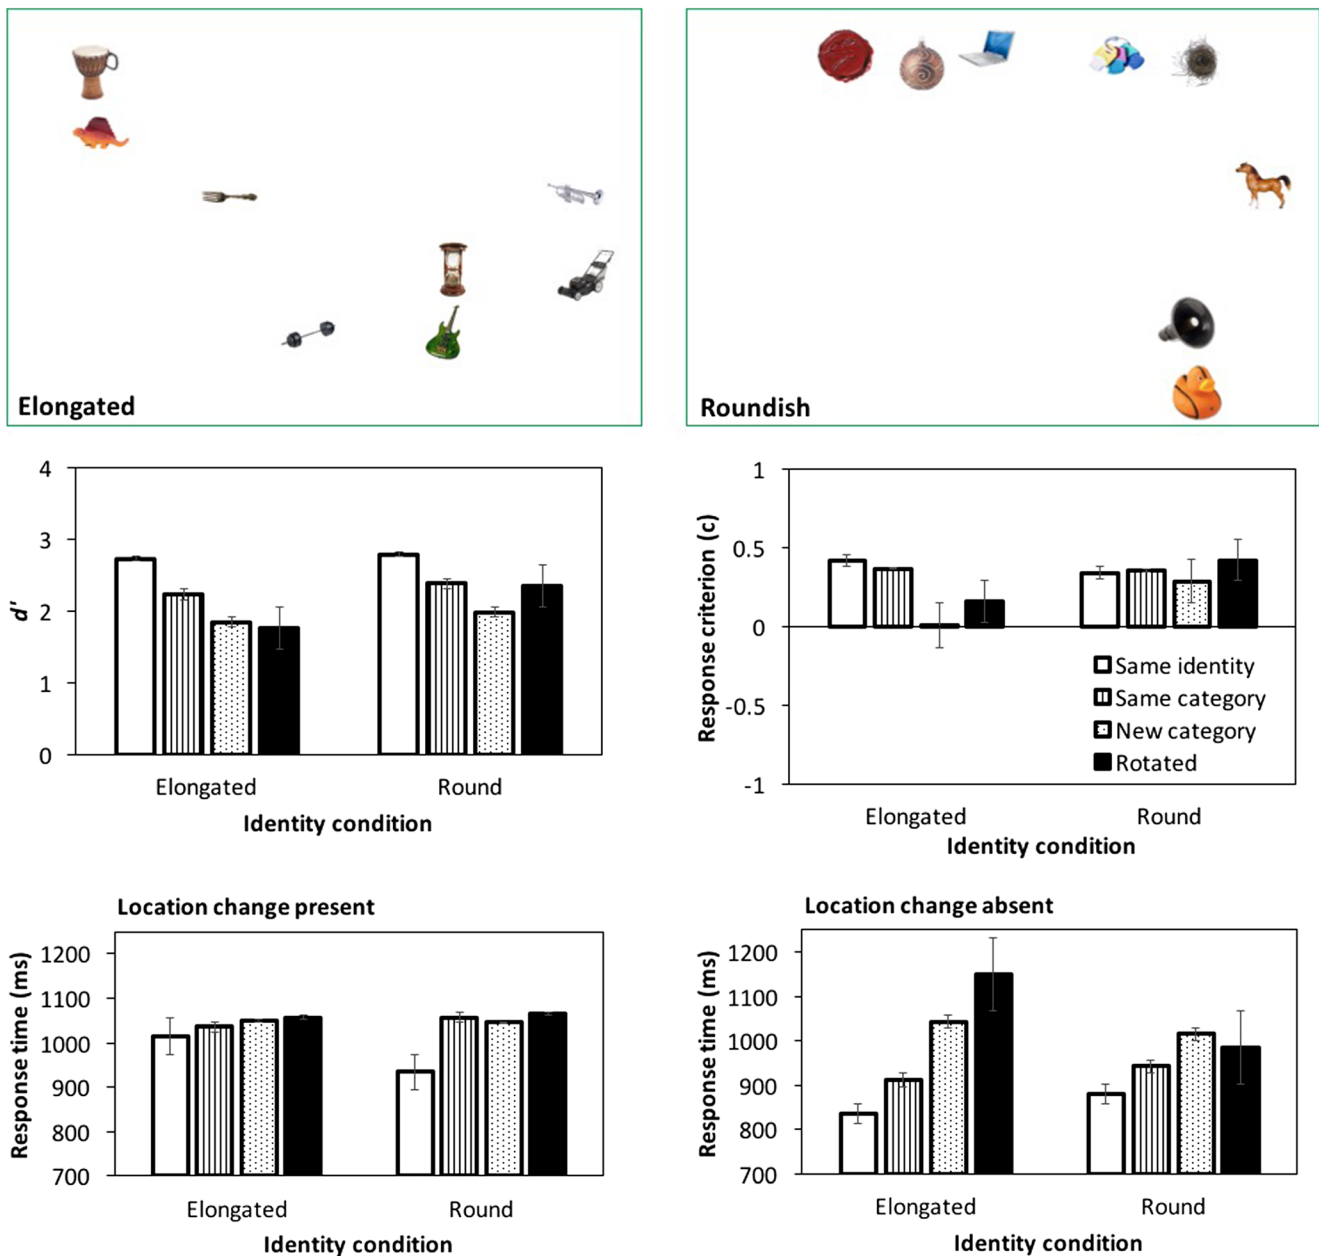 Elongated
Roundish
4
3
2
1
0
d′
Elongated
Round
Identity condition
1
0.5
0
-0.5
-1
Response criterion (c)
Same identity
Same category
New category
Rotated
Elongated
Round
Identity condition
Location change present
1200
1100
1000
900
800
700
Response time (ms)
Elongated
Round
Identity condition
Location change absent
1200
1100
1000
900
800
700
Response time (ms)
Elongated
Round
Identity condition